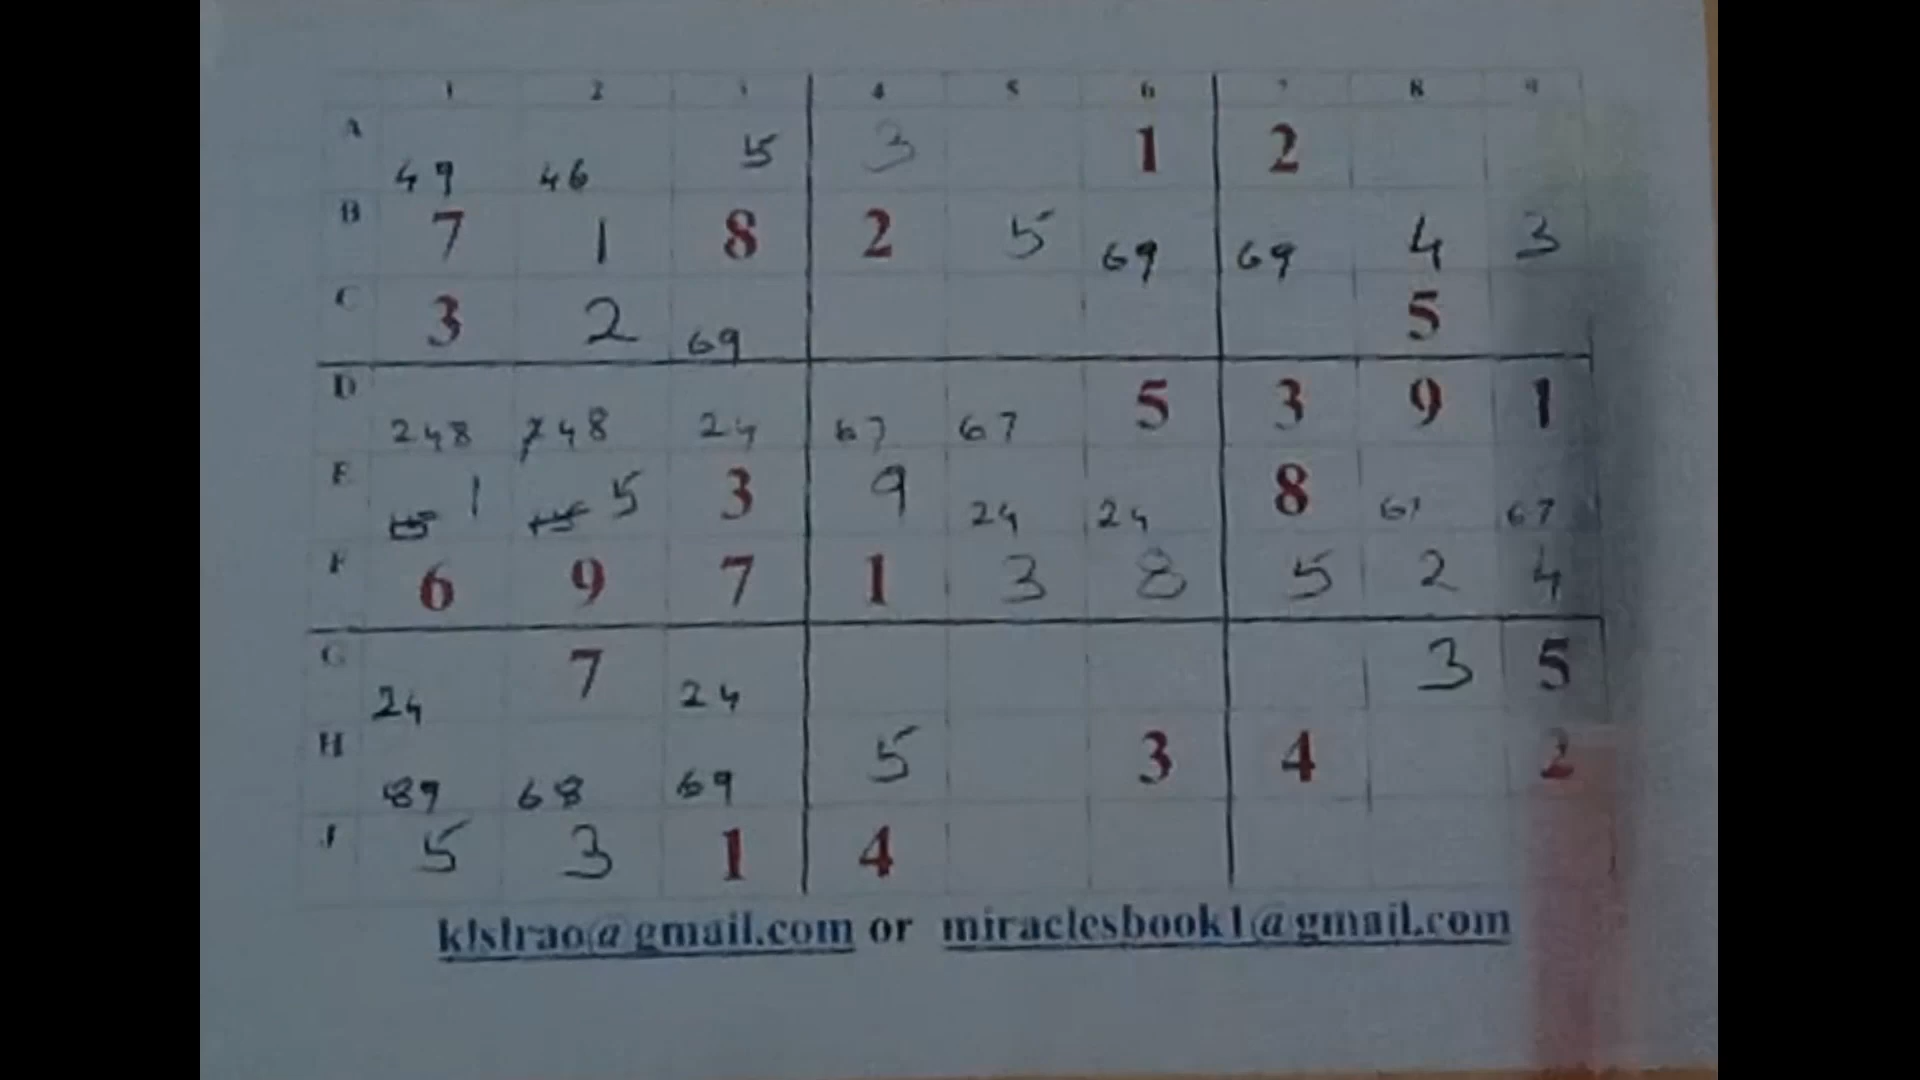 1 2 3 4 5 6 7 8 9
A 49 46 5 3 1 2
B 7 1 8 2 5 69 69 4 3
C 3 2 69 5
D 248 748 24 67 67 5 3 9 1
E 15 1 15 5 3 9 24 24 8 67 67
F 6 9 7 1 3 8 5 2 4
G 24 7 24 3 5
H 89 68 69 5 3 4 2
J 5 3 1 4
klslrao@gmail.com or miraclesbook1@gmail.com